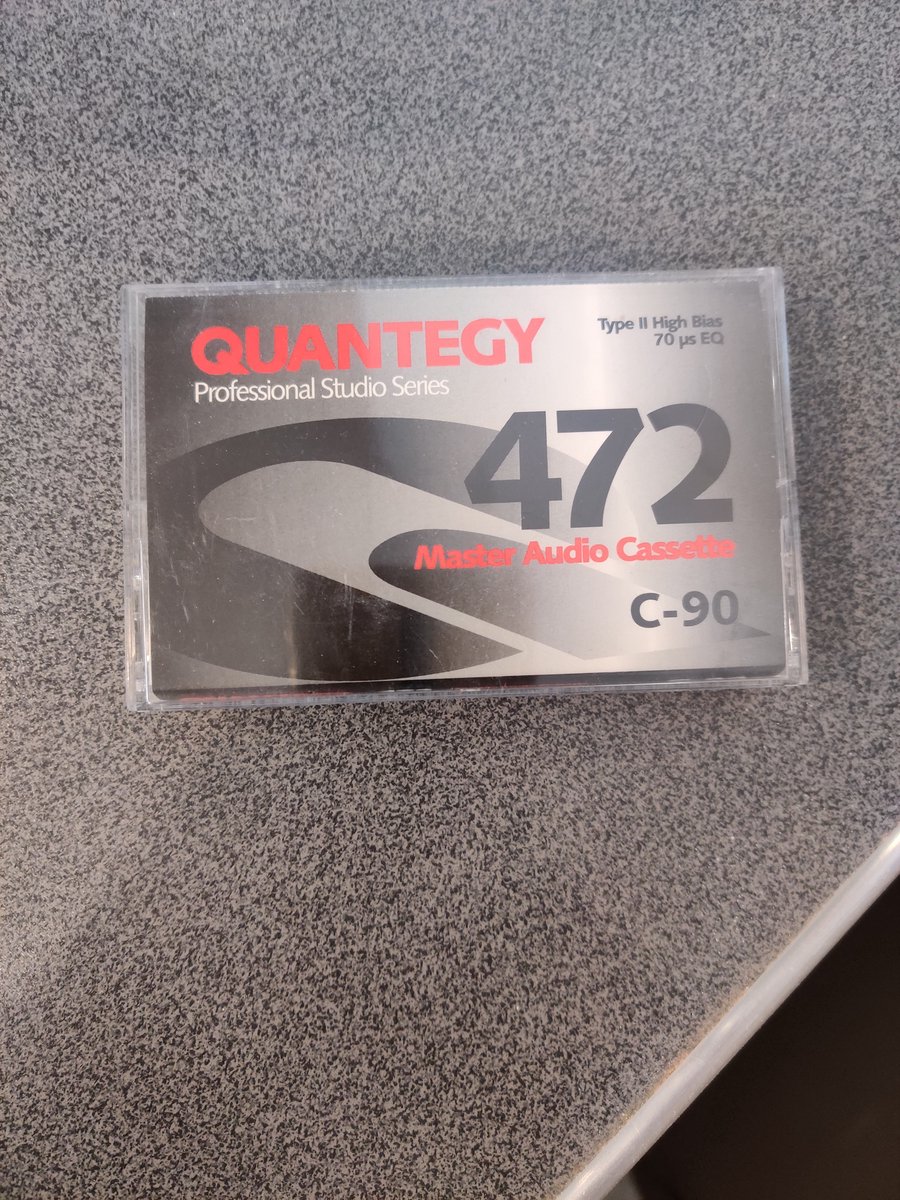 QUANTEGY
Professional Studio Series
Type II High Bias
70 µs EQ
472
Master Audio Cassette
C-90